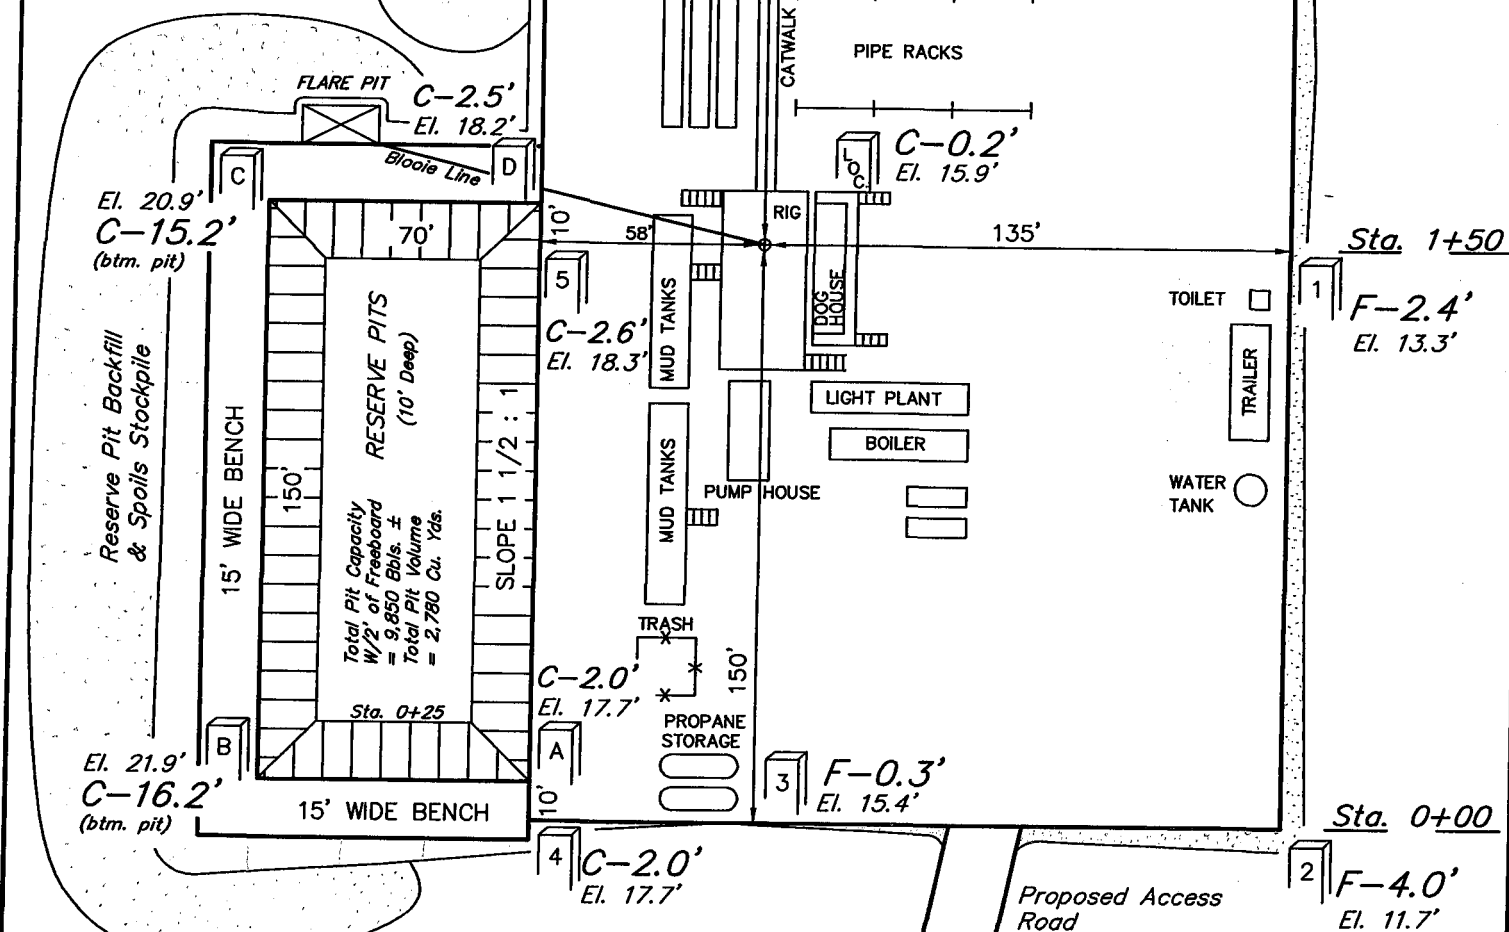 CATWALK
PIPE RACKS
FLARE PIT
C-2.5'
El. 18.2'
Blooie Line
D
C
L
O
C.
C-0.2'
El. 15.9'
El. 20.9'
C-15.2'
(btm. pit)
70'
10'
58'
RIG
135'
Sta. 1+50
5
C-2.6'
El. 18.3'
MUD TANKS
DOG
HOUSE
TOILET
1
F-2.4'
El. 13.3'
TRAILER
Reserve Pit Backfill
& Spoils Stockpile
15' WIDE BENCH
150'
RESERVE PITS
(10' Deep)
Total Pit Capacity
W/2' of Freeboard
= 9,850 Bbls. ±
Total Pit Volume
= 2,780 Cu. Yds.
SLOPE 1 1/2 : 1
LIGHT PLANT
BOILER
MUD TANKS
PUMP HOUSE
WATER
TANK
TRASH
150'
C-2.0'
El. 17.7'
Sta. 0+25
PROPANE
STORAGE
B
A
El. 21.9'
C-16.2'
(btm. pit)
15' WIDE BENCH
10'
3
F-0.3'
El. 15.4'
Sta. 0+00
4
C-2.0'
El. 17.7'
2
F-4.0'
El. 11.7'
Proposed Access
Road